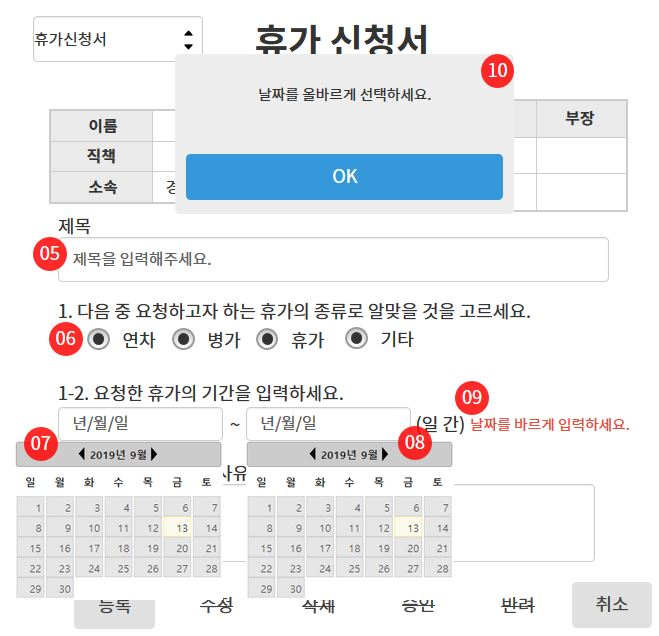 휴가신청서
휴가 신청서
10
날짜를 올바르게 선택하세요.
OK
이름
부장
직책
소속
제목
05
제목을 입력해주세요.
1. 다음 중 요청하고자 하는 휴가의 종류로 알맞을 것을 고르세요.
06 연차 병가 휴가 기타
1-2. 요청한 휴가의 기간을 입력하세요.
09
년/월/일 ~ 년/월/일 (일 간) 날짜를 바르게 입력하세요.
07
2019년 9월
일 월 화 수 목 금 토
1 2 3 4 5 6 7
8 9 10 11 12 13 14
15 16 17 18 19 20 21
22 23 24 25 26 27 28
29 30
사유
08
2019년 9월
일 월 화 수 목 금 토
1 2 3 4 5 6 7
8 9 10 11 12 13 14
15 16 17 18 19 20 21
22 23 24 25 26 27 28
29 30
등록 수정 삭제 승인 반려 취소